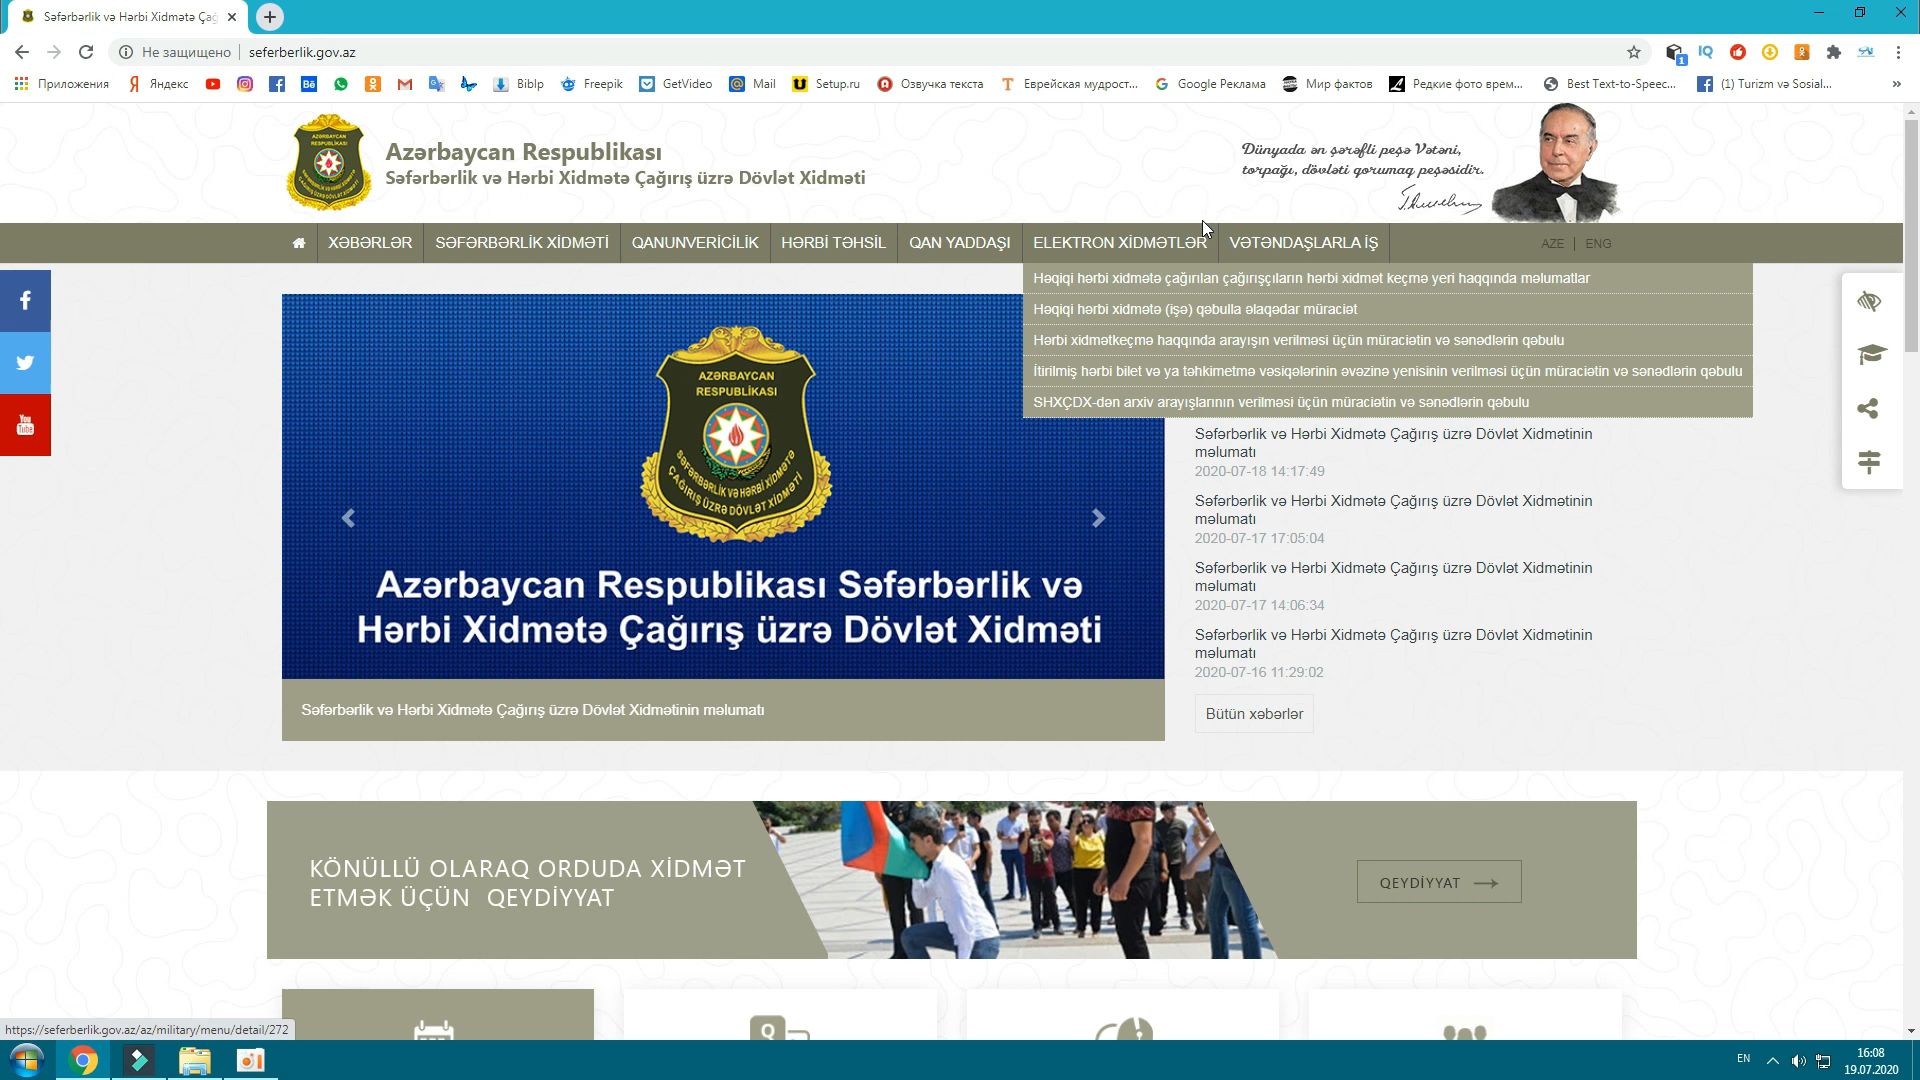 Səfərbərlik və Hərbi Xidmətə Çağ
Не защищено
seferberlik.gov.az
Приложения
Яндекс
Biblp
Freepik
GetVideo
Mail
Setup.ru
Озвучка текста
Еврейская мудрост...
Google Реклама
Мир фактов
Редкие фото врем...
Best Text-to-Speec...
(1) Turizm və Sosial...
Azərbaycan Respublikası
Səfərbərlik və Hərbi Xidmətə Çağırış üzrə Dövlət Xidməti
Dünyada ən şərəfli peşə Vətəni,
torpağı, dövləti qorumaq peşəsidir.
XƏBƏRLƏR
SƏFƏRBƏRLİK XİDMƏTİ
QANUNVERİCİLİK
HƏRBİ TƏHSİL
QAN YADDAŞI
ELEKTRON XİDMƏTLƏR
VƏTƏNDAŞLARLA İŞ
AZE
ENG
Həqiqi hərbi xidmətə çağırılan çağırışçıların hərbi xidmət keçmə yeri haqqında məlumatlar
Həqiqi hərbi xidmətə (işə) qəbulla əlaqədar müraciət
Hərbi xidmətkeçmə haqqında arayışın verilməsi üçün müraciətin və sənədlərin qəbulu
İtirilmiş hərbi bilet və ya təhkimetmə vəsiqələrinin əvəzinə yenisinin verilməsi üçün müraciətin və sənədlərin qəbulu
SHXÇDX-dən arxiv arayışlarının verilməsi üçün müraciətin və sənədlərin qəbulu
AZƏRBAYCAN
RESPUBLİKASI
SƏFƏRBƏRLİK VƏ HƏRBİ XİDMƏTƏ
ÇAĞIRIŞ ÜZRƏ DÖVLƏT XİDMƏTİ
Azərbaycan Respublikası Səfərbərlik və
Hərbi Xidmətə Çağırış üzrə Dövlət Xidməti
Səfərbərlik və Hərbi Xidmətə Çağırış üzrə Dövlət Xidmətinin məlumatı
Səfərbərlik və Hərbi Xidmətə Çağırış üzrə Dövlət Xidmətinin
məlumatı
2020-07-18 14:17:49
Səfərbərlik və Hərbi Xidmətə Çağırış üzrə Dövlət Xidmətinin
məlumatı
2020-07-17 17:05:04
Səfərbərlik və Hərbi Xidmətə Çağırış üzrə Dövlət Xidmətinin
məlumatı
2020-07-17 14:06:34
Səfərbərlik və Hərbi Xidmətə Çağırış üzrə Dövlət Xidmətinin
məlumatı
2020-07-16 11:29:02
Bütün xəbərlər
KÖNÜLLÜ OLARAQ ORDUDA XİDMƏT
ETMƏK ÜÇÜN QEYDİYYAT
QEYDİYYAT
https://seferberlik.gov.az/az/military/menu/detail/272
EN
16:08
19.07.2020